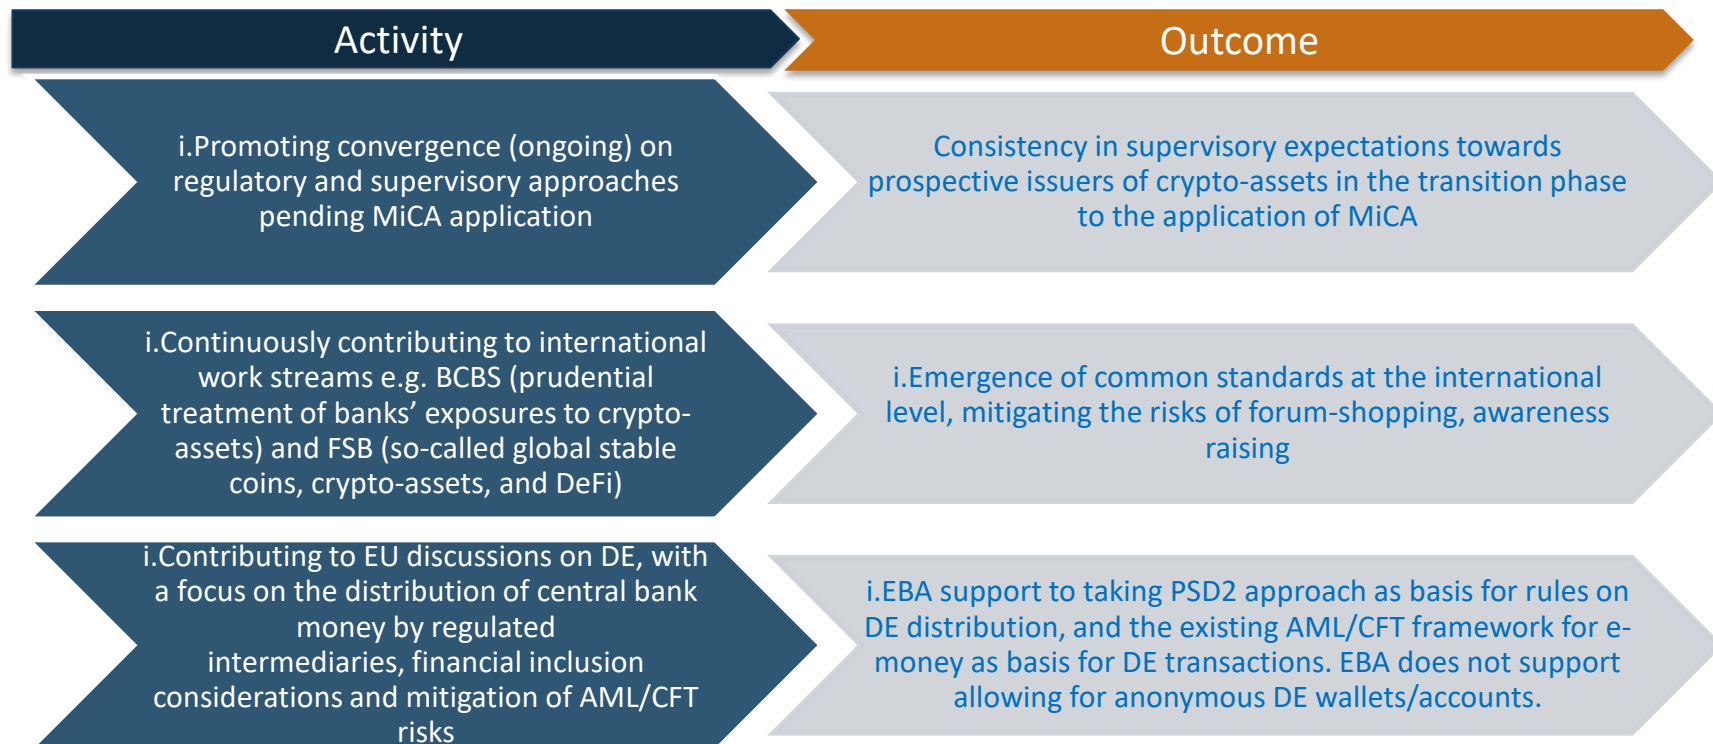 Activity
Outcome
i.Promoting convergence (ongoing) on
regulatory and supervisory approaches
pending MiCA application
Consistency in supervisory expectations towards
prospective issuers of crypto-assets in the transition phase
to the application of MiCA
i.Continuously contributing to international
work streams e.g. BCBS (prudential
treatment of banks’ exposures to crypto-
assets) and FSB (so-called global stable
coins, crypto-assets, and DeFi)
i.Emergence of common standards at the international
level, mitigating the risks of forum-shopping, awareness
raising
i.Contributing to EU discussions on DE, with
a focus on the distribution of central bank
money by regulated
intermediaries, financial inclusion
considerations and mitigation of AML/CFT
risks
i.EBA support to taking PSD2 approach as basis for rules on
DE distribution, and the existing AML/CFT framework for e-
money as basis for DE transactions. EBA does not support
allowing for anonymous DE wallets/accounts.